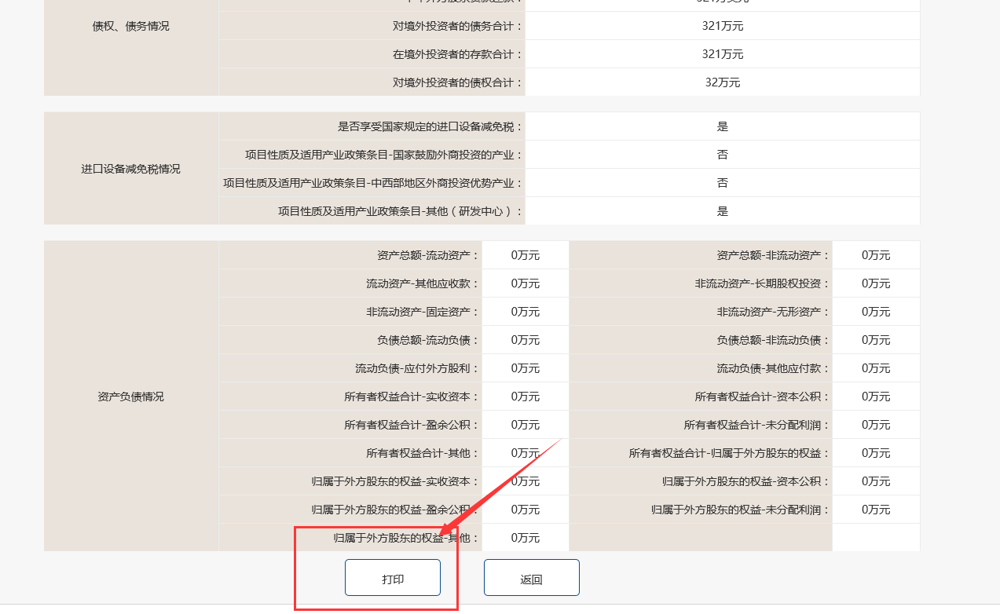 债权、债务情况
对境外投资者的债务合计： 321万元
在境外投资者的存款合计： 321万元
对境外投资者的债权合计： 32万元
进口设备减免税情况
是否享受国家规定的进口设备减免税： 是
项目性质及适用产业政策条目-国家鼓励外商投资的产业： 否
项目性质及适用产业政策条目-中西部地区外商投资优势产业： 否
项目性质及适用产业政策条目-其他（研发中心）： 是
资产负债情况
资产总额-流动资产： 0万元 资产总额-非流动资产： 0万元
流动资产-其他应收款： 0万元 非流动资产-长期股权投资： 0万元
非流动资产-固定资产： 0万元 非流动资产-无形资产： 0万元
负债总额-流动负债： 0万元 负债总额-非流动负债： 0万元
流动负债-应付外方股利： 0万元 流动负债-其他应付款： 0万元
所有者权益合计-实收资本： 0万元 所有者权益合计-资本公积： 0万元
所有者权益合计-盈余公积： 0万元 所有者权益合计-未分配利润： 0万元
所有者权益合计-其他： 0万元 所有者权益合计-归属于外方股东的权益： 0万元
归属于外方股东的权益-实收资本： 0万元 归属于外方股东的权益-资本公积： 0万元
归属于外方股东的权益-盈余公积： 0万元 归属于外方股东的权益-未分配利润： 0万元
归属于外方股东的权益-其他： 0万元
打印 返回